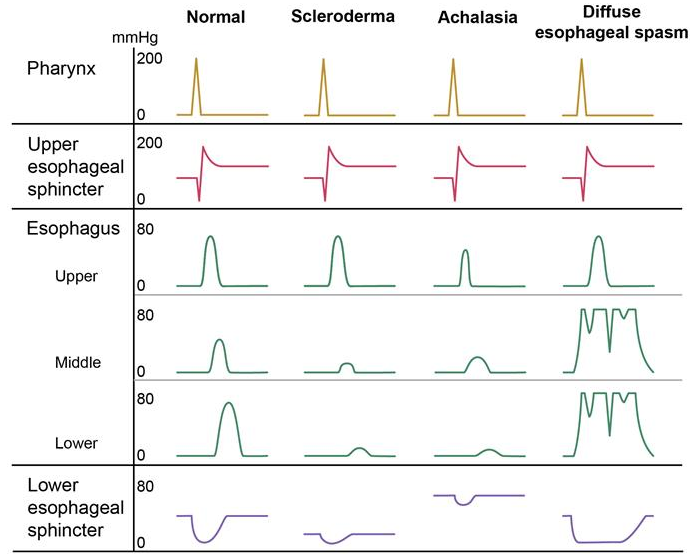 Normal
Scleroderma
Achalasia
Diffuse
esophageal spasm
mmHg
Pharynx
200
0
Upper
esophageal
sphincter
200
0
Esophagus
80
Upper
0
80
Middle
0
80
Lower
0
Lower
esophageal
sphincter
80
0